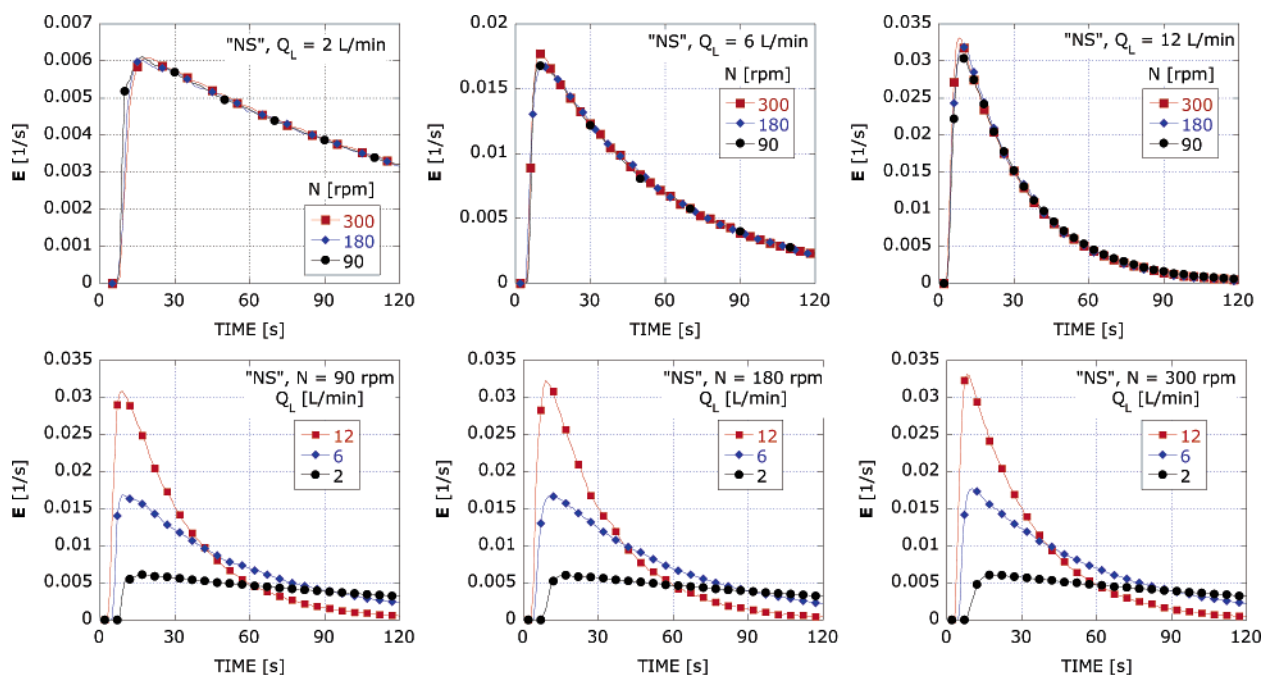 "NS", Q_L = 2 L/min
E [1/s]
0.007
0.006
0.005
0.004
0.003
0.002
0.001
0
N [rpm]
300
180
90
0 30 60 90 120
TIME [s]
"NS", Q_L = 6 L/min
E [1/s]
0.02
0.015
0.01
0.005
0
N [rpm]
300
180
90
0 30 60 90 120
TIME [s]
"NS", Q_L = 12 L/min
E [1/s]
0.035
0.03
0.025
0.02
0.015
0.01
0.005
0
N [rpm]
300
180
90
0 30 60 90 120
TIME [s]
"NS", N = 90 rpm
Q_L [L/min]
E [1/s]
0.035
0.03
0.025
0.02
0.015
0.01
0.005
0
12
6
2
0 30 60 90 120
TIME [s]
"NS", N = 180 rpm
Q_L [L/min]
E [1/s]
0.035
0.03
0.025
0.02
0.015
0.01
0.005
0
12
6
2
0 30 60 90 120
TIME [s]
"NS", N = 300 rpm
Q_L [L/min]
E [1/s]
0.035
0.03
0.025
0.02
0.015
0.01
0.005
0
12
6
2
0 30 60 90 120
TIME [s]